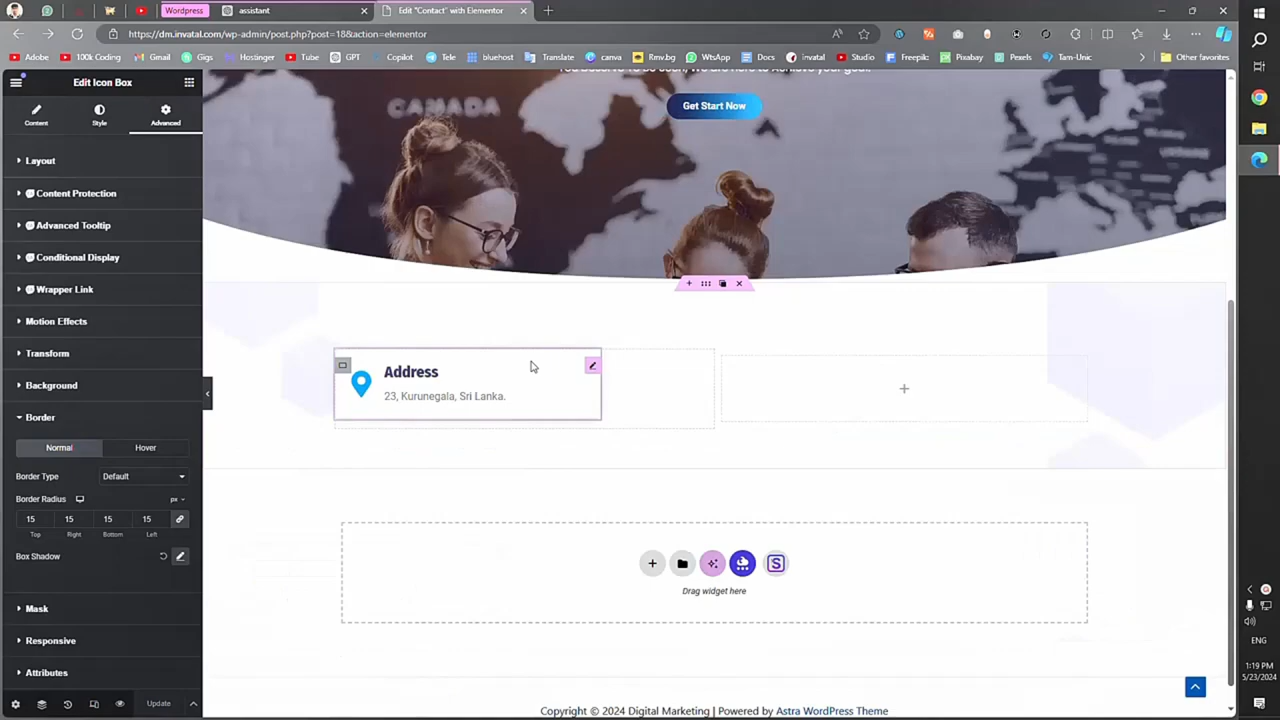 Wordpress
assistant
Edit "Contact" with Elementor
https://dm.invatal.com/wp-admin/post.php?post=18&action=elementor
Adobe
100k Coding
Gmail
Gigs
Hostinger
Tube
GPT
Copilot
Tele
bluehost
Translate
canva
Rmv.bg
WtsApp
Docs
invatal
Studio
Freepik:
Pixabay
Pexels
Tam-Unic
Other favorites
Edit Icon Box
Content
Style
Advanced
Layout
Content Protection
Advanced Tooltip
Conditional Display
Wrapper Link
Motion Effects
Transform
Background
Border
Normal
Hover
Border Type
Default
Border Radius
px
15
15
15
15
Top
Right
Bottom
Left
Box Shadow
Mask
Responsive
Attributes
Update
CANADA
Get Start Now
Address
23, Kurunegala, Sri Lanka.
Drag widget here
Copyright © 2024 Digital Marketing | Powered by Astra WordPress Theme
ENG
1:19 PM
5/23/2024